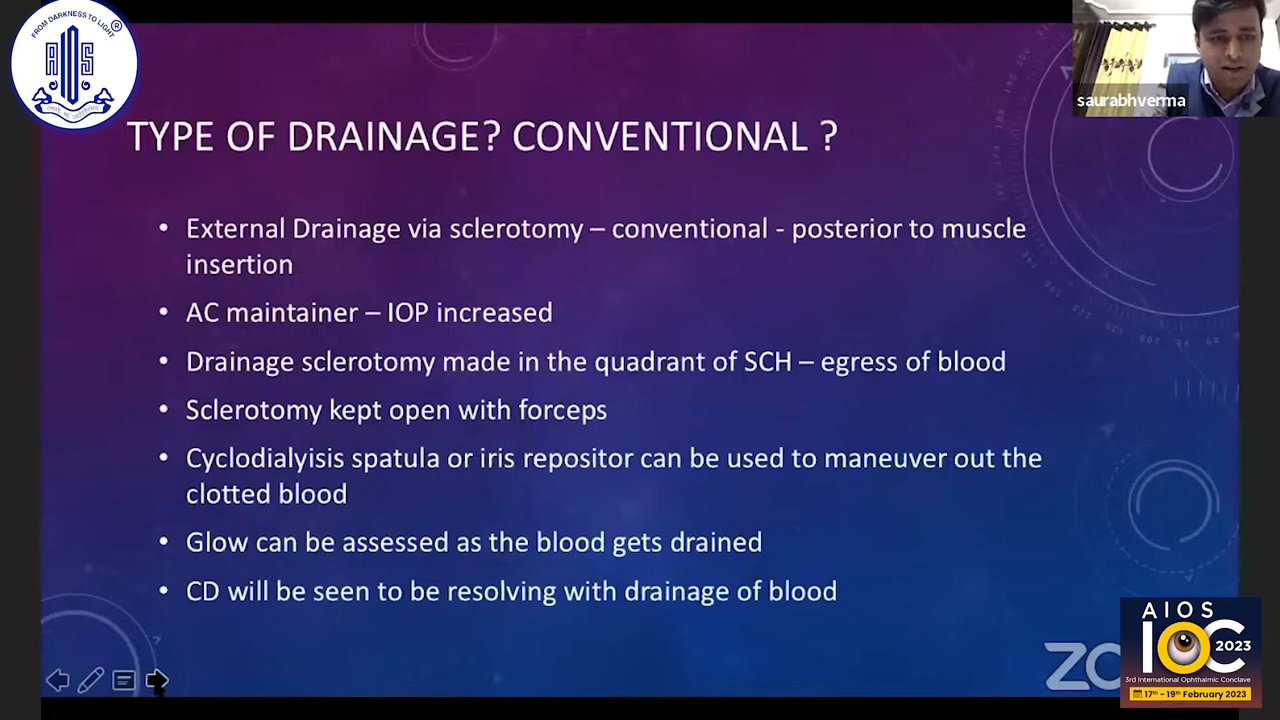 FROM DARKNESS TO LIGHT
®
AIOS
saurabhverma
TYPE OF DRAINAGE? CONVENTIONAL ?
• External Drainage via sclerotomy – conventional - posterior to muscle
insertion
• AC maintainer – IOP increased
• Drainage sclerotomy made in the quadrant of SCH – egress of blood
• Sclerotomy kept open with forceps
• Cyclodialyisis spatula or iris repositor can be used to maneuver out the
clotted blood
• Glow can be assessed as the blood gets drained
• CD will be seen to be resolving with drainage of blood
AIOS
IOC 2023
3rd International Ophthalmic Conclave
17th - 19th February 2023